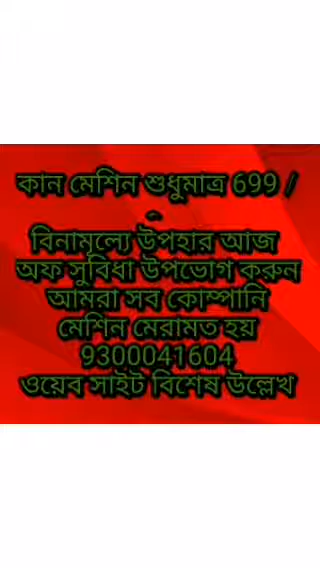 কান মেশিন শুধুমাত্র 699 /
-
বিনামূল্যে উপহার আজ
অফ সুবিধা উপভোগ করুন
আমরা সব কোম্পানি
মেশিন মেরামত হয়
9300041604
ওয়েব সাইট বিশেষ উল্লেখ